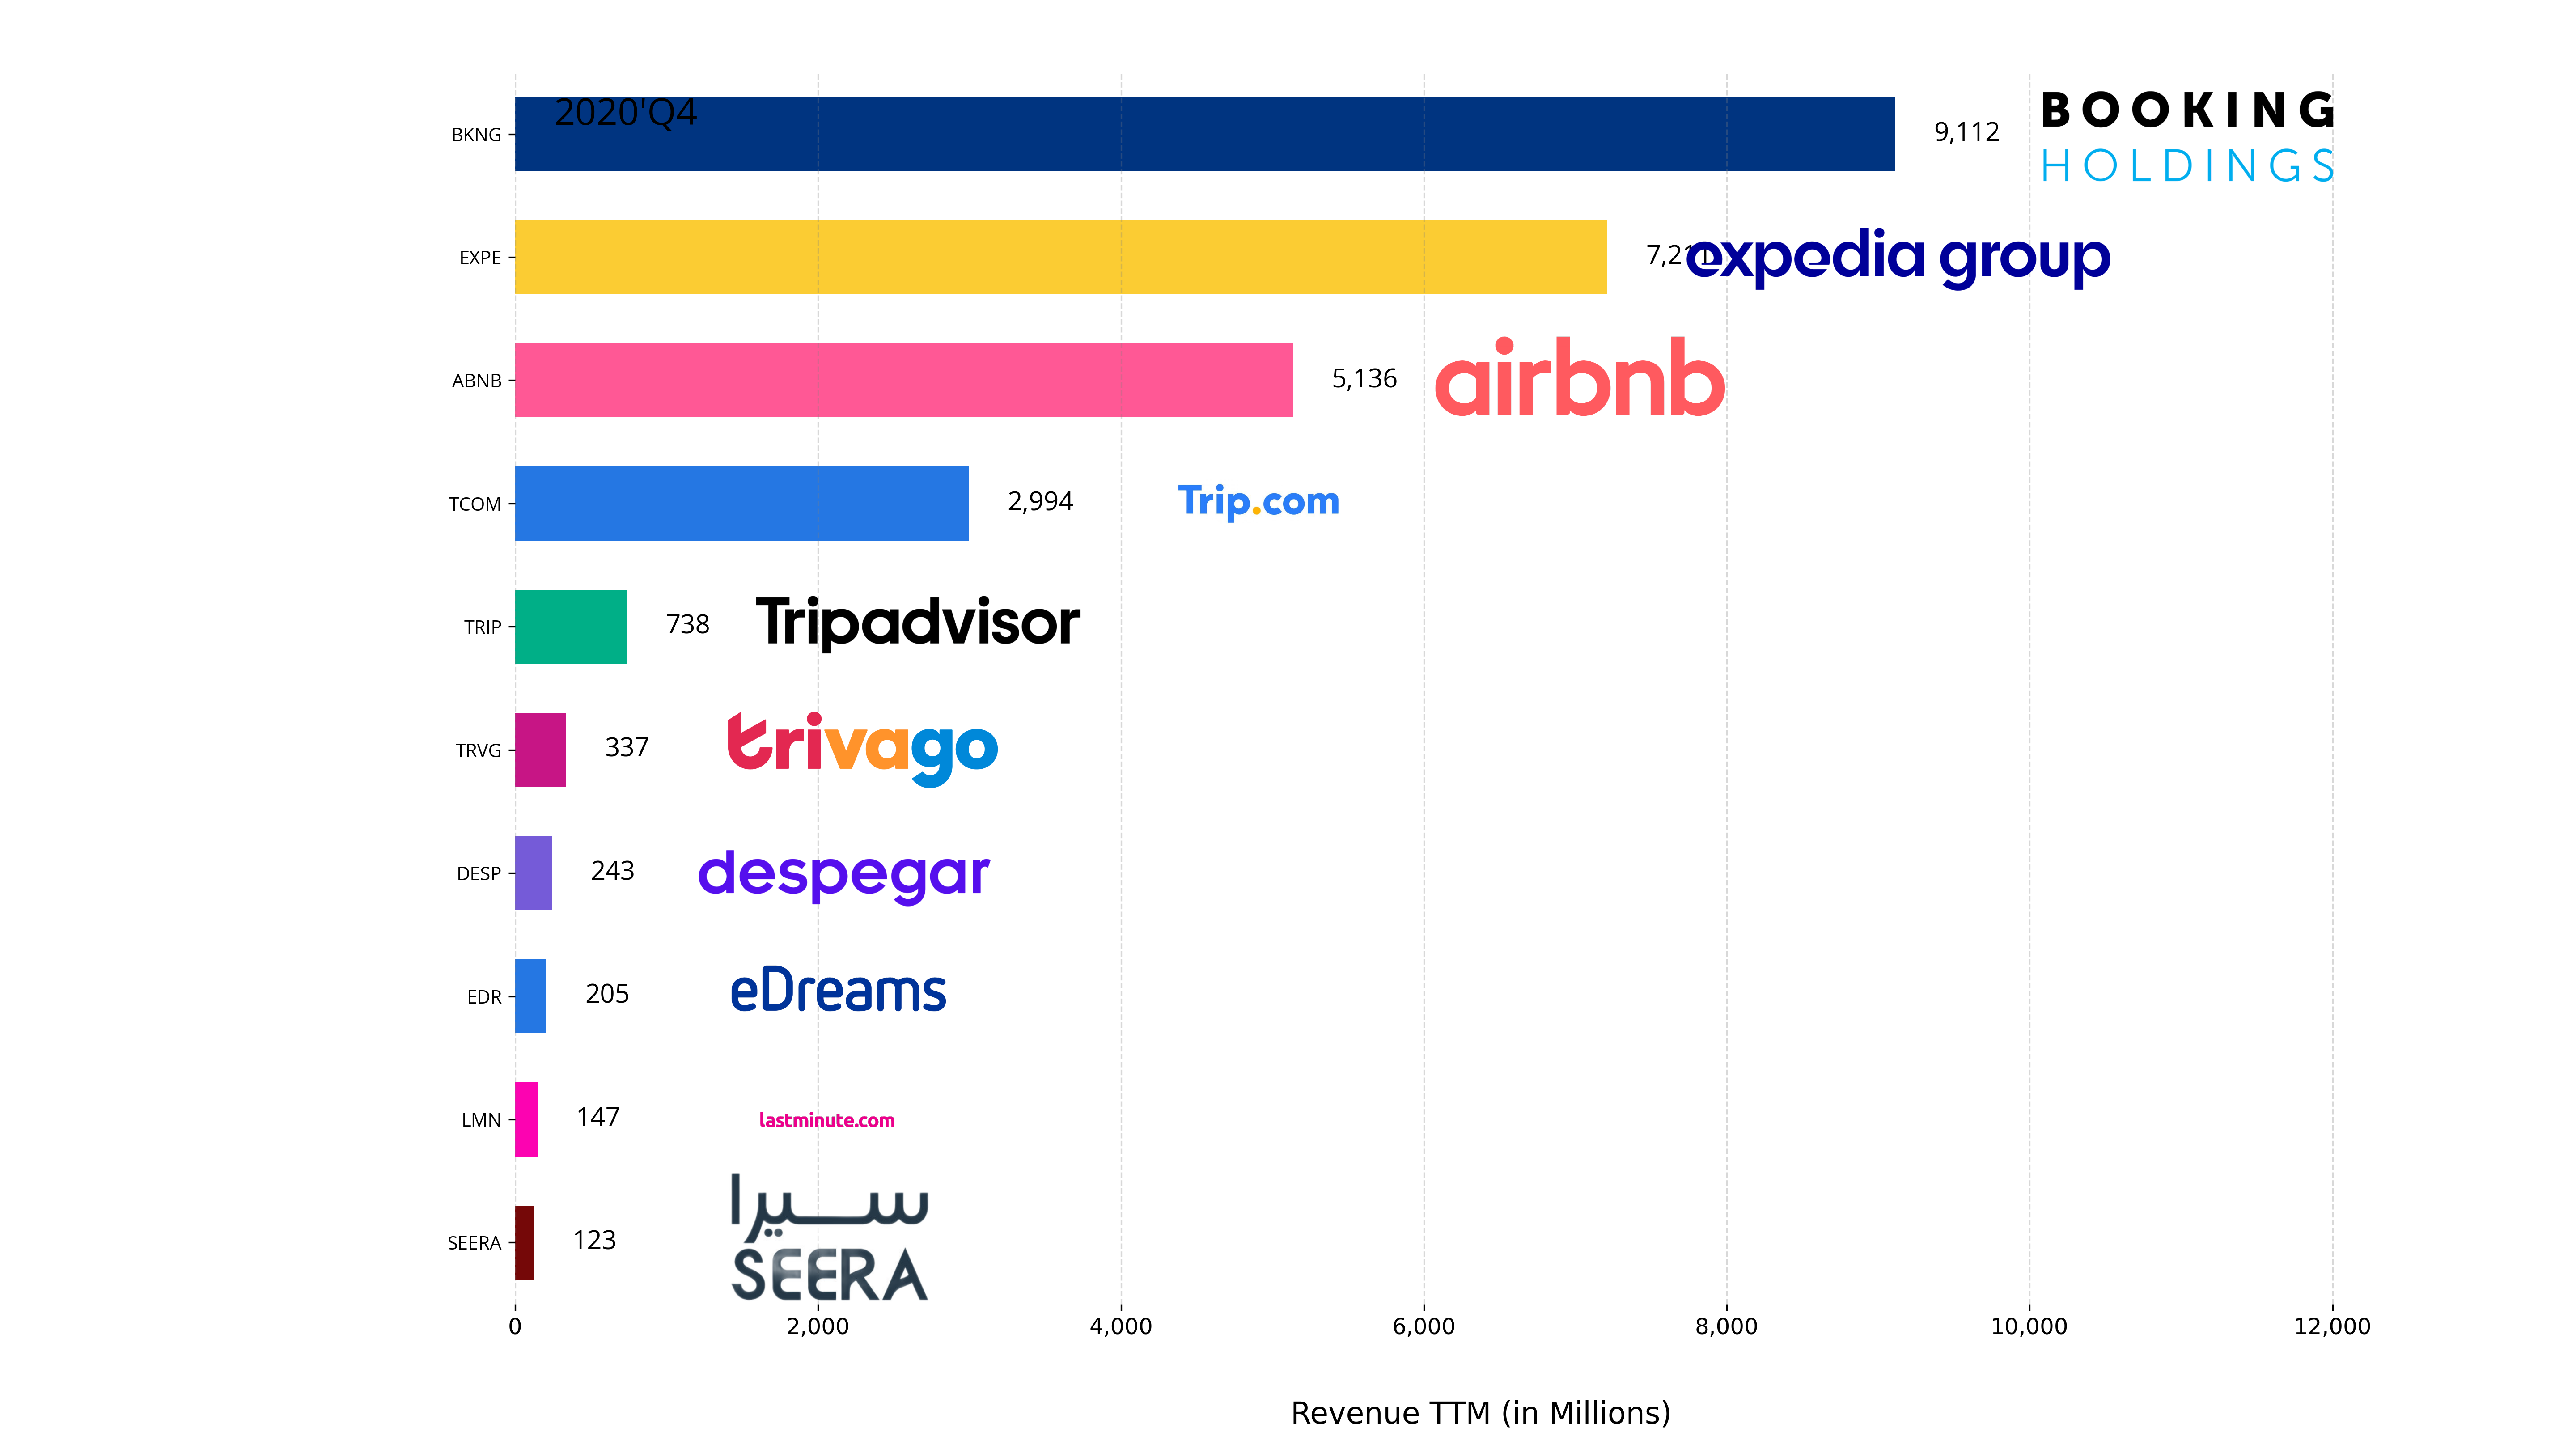 2020'Q4
BKNG 9,112 BOOKING HOLDINGS
EXPE expedia group
ABNB 5,136 airbnb
TCOM 2,994 Trip.com
TRIP 738 Tripadvisor
TRVG 337 trivago
DESP 243 despegar
EDR 205 eDreams
LMN 147 lastminute.com
سيرا
SEERA 123 SEERA
0 2,000 4,000 6,000 8,000 10,000 12,000
Revenue TTM (in Millions)